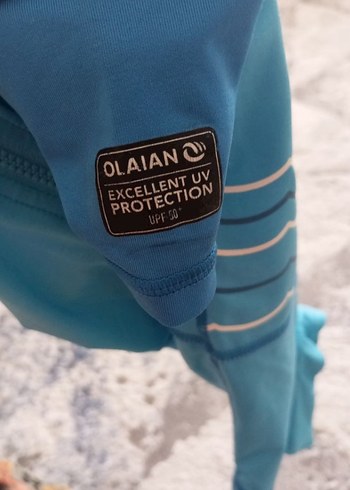 OLAIAN
EXCELLENT UV
PROTECTION
UPF 50+